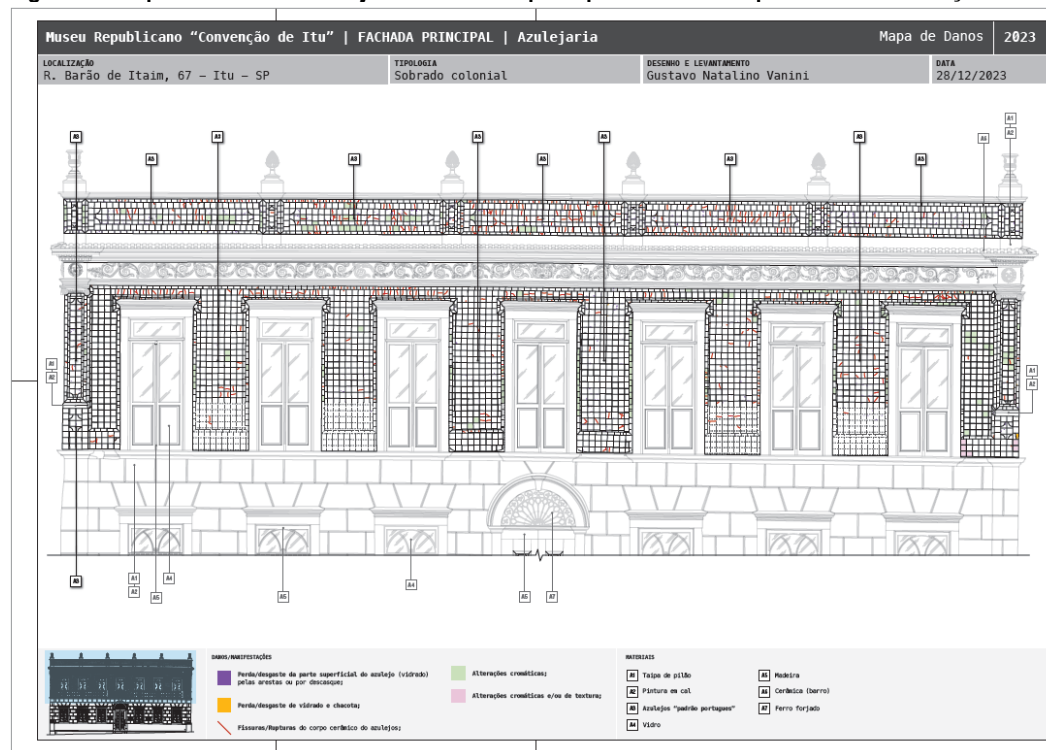 Museu Republicano “Convenção de Itu” | FACHADA PRINCIPAL | Azulejaria
Mapa de Danos
2023
LOCALIZAÇÃO
R. Barão de Itaim, 67 – Itu – SP
TIPOLOGIA
Sobrado colonial
DESENHO E LEVANTAMENTO
Gustavo Natalino Vanini
DATA
28/12/2023
A1
A3 A3 A3 A3 A3 A6 A2
A3 A3 A3 A3 A3
A1
A2
A1
A2
A3
A1
A2
A5
A4
A5
A4
A5
A7
DANOS/MANIFESTAÇÕES
Perda/desgaste da parte superficial do azulejo (vidrado)
pelas arestas ou por descasque;
Perda/desgaste do vidrado e chacota;
Fissuras/Rupturas do corpo cerâmico do azulejos;
Alterações cromáticas;
Alterações cromáticas e/ou de textura;
MATERIAIS
A1 Taipa de pilão
A2 Pintura em cal
A3 Azulejos “padrão portugues”
A4 Vidro
A5 Madeira
A6 Cerâmica (barro)
A7 Ferro forjado